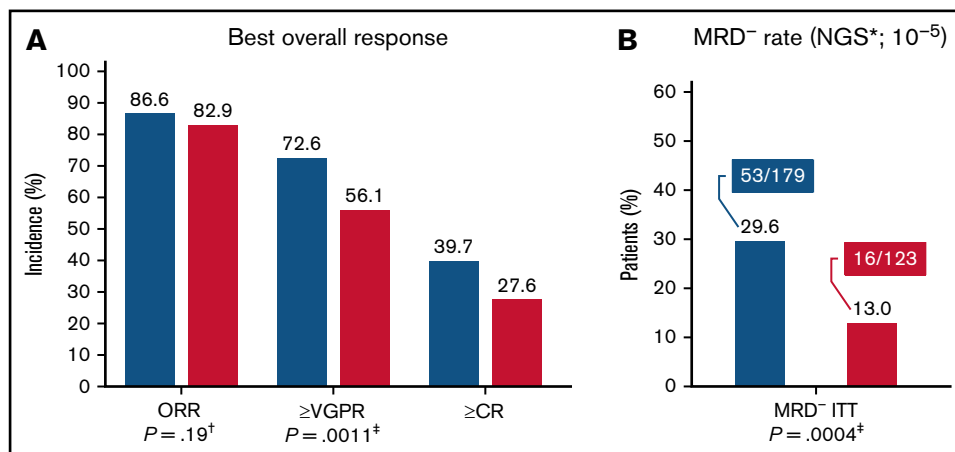 A Best overall response
100
90
80
70
60
50
40
30
20
10
0
Incidence (%)
86.6
82.9
72.6
56.1
39.7
27.6
ORR
≥VGPR
≥CR
P = .19†
P = .0011‡
B MRD− rate (NGS*; 10−5)
60
50
40
30
20
10
0
Patients (%)
53/179
29.6
16/123
13.0
MRD− ITT
P = .0004‡